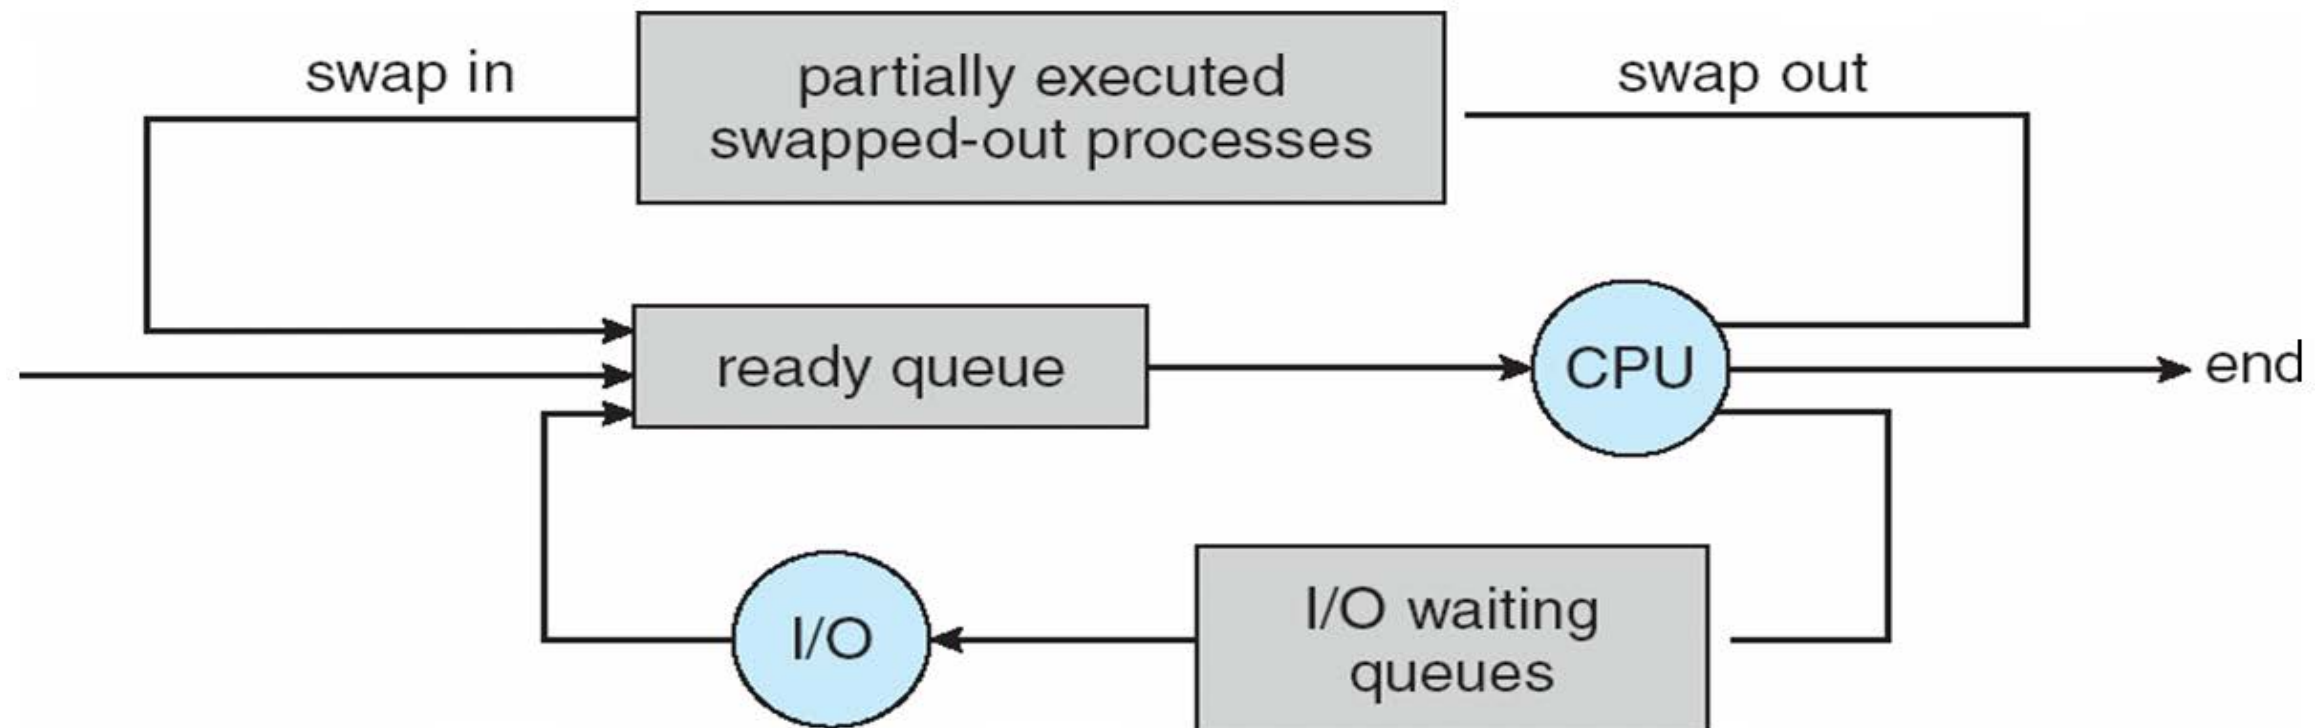 swap in
partially executed
swapped-out processes
swap out
ready queue
CPU
end
I/O
I/O waiting
queues